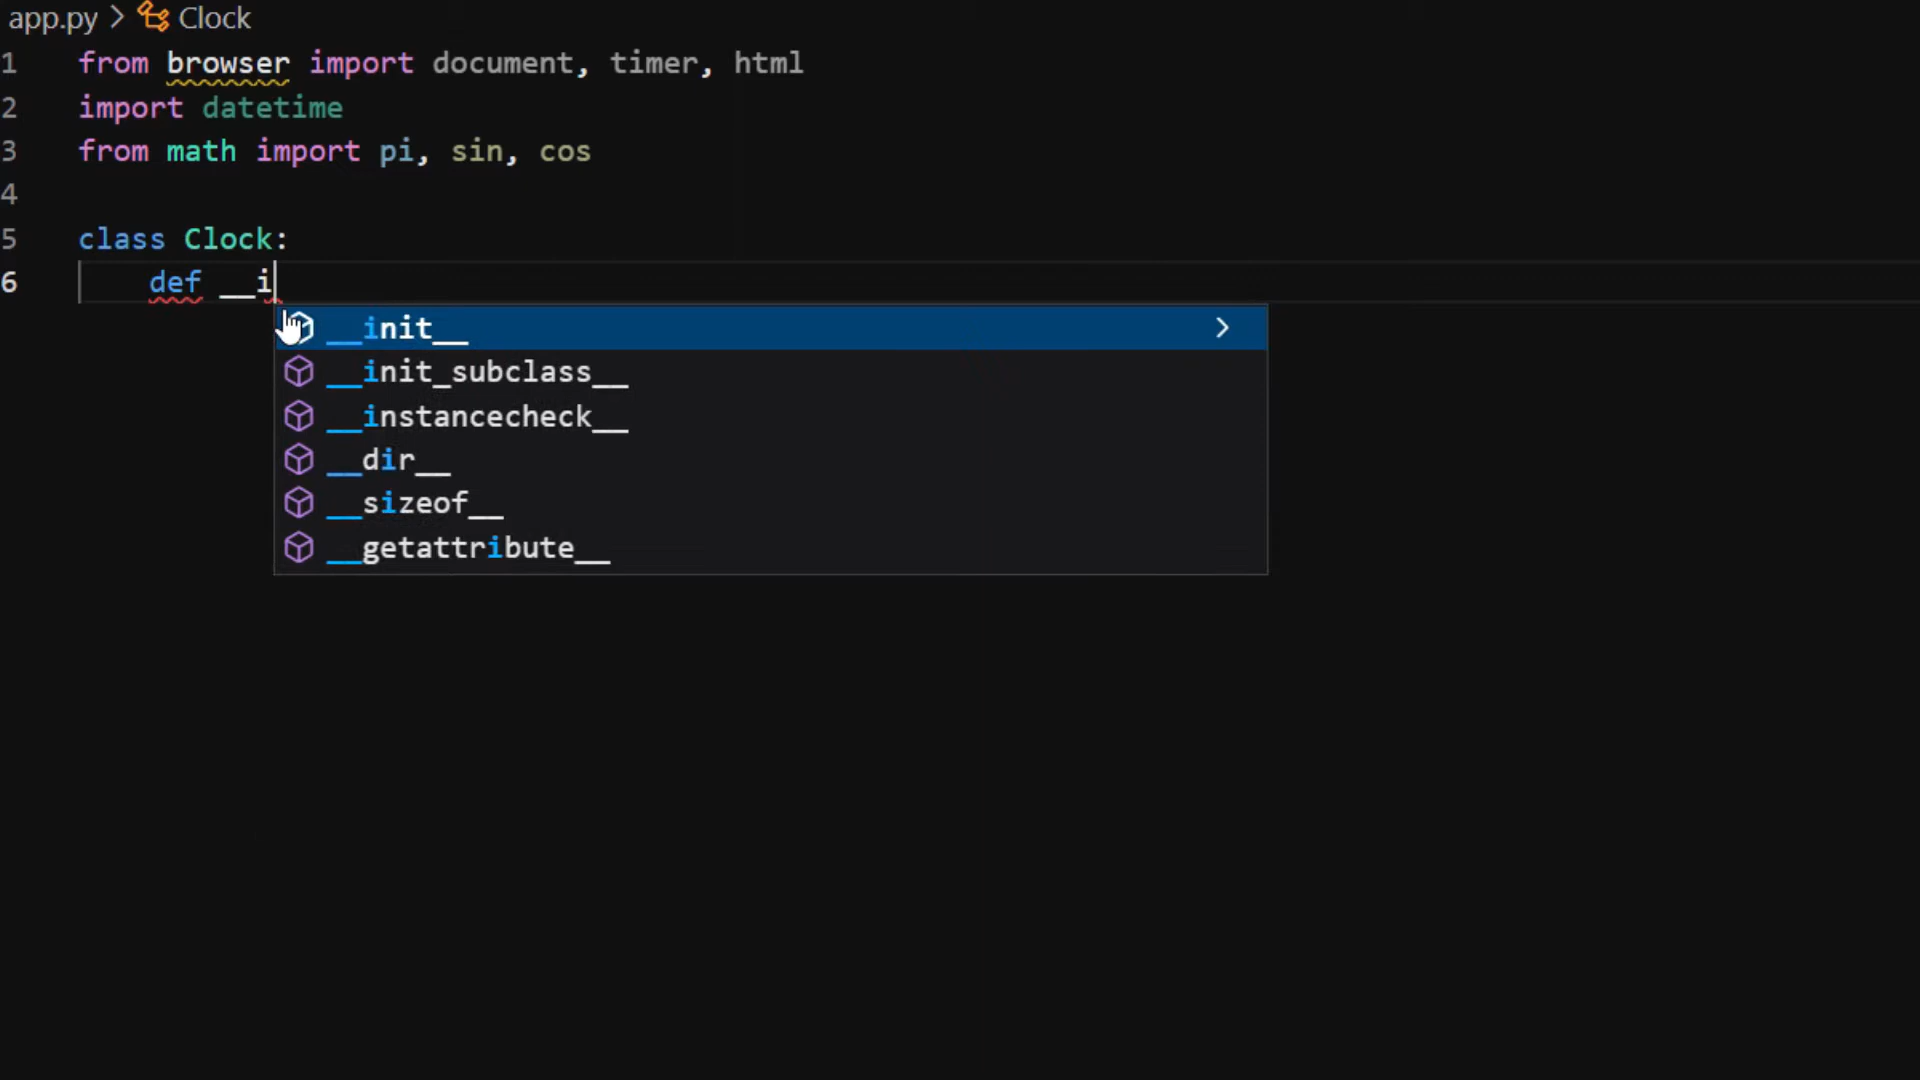 app.py > Clock
1 from browser import document, timer, html
2 import datetime
3 from math import pi, sin, cos
4
5 class Clock:
6 def __i
__init__
__init_subclass__
__instancecheck__
__dir__
__sizeof__
__getattribute__